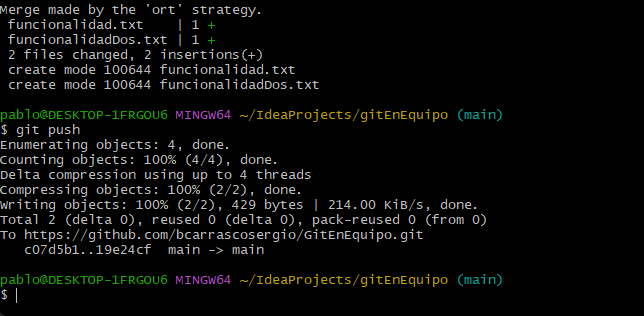 Merge made by the 'ort' strategy.
 funcionalidad.txt    | 1 +
 funcionalidadDos.txt | 1 +
 2 files changed, 2 insertions(+)
 create mode 100644 funcionalidad.txt
 create mode 100644 funcionalidadDos.txt

pablo@DESKTOP-1FRGOU6 MINGW64 ~/IdeaProjects/gitEnEquipo (main)
$ git push
Enumerating objects: 4, done.
Counting objects: 100% (4/4), done.
Delta compression using up to 4 threads
Compressing objects: 100% (2/2), done.
Writing objects: 100% (2/2), 429 bytes | 214.00 KiB/s, done.
Total 2 (delta 0), reused 0 (delta 0), pack-reused 0 (from 0)
To https://github.com/bcarrascosergio/GitEnEquipo.git
   c07d5b1..19e24cf  main -> main

pablo@DESKTOP-1FRGOU6 MINGW64 ~/IdeaProjects/gitEnEquipo (main)
$